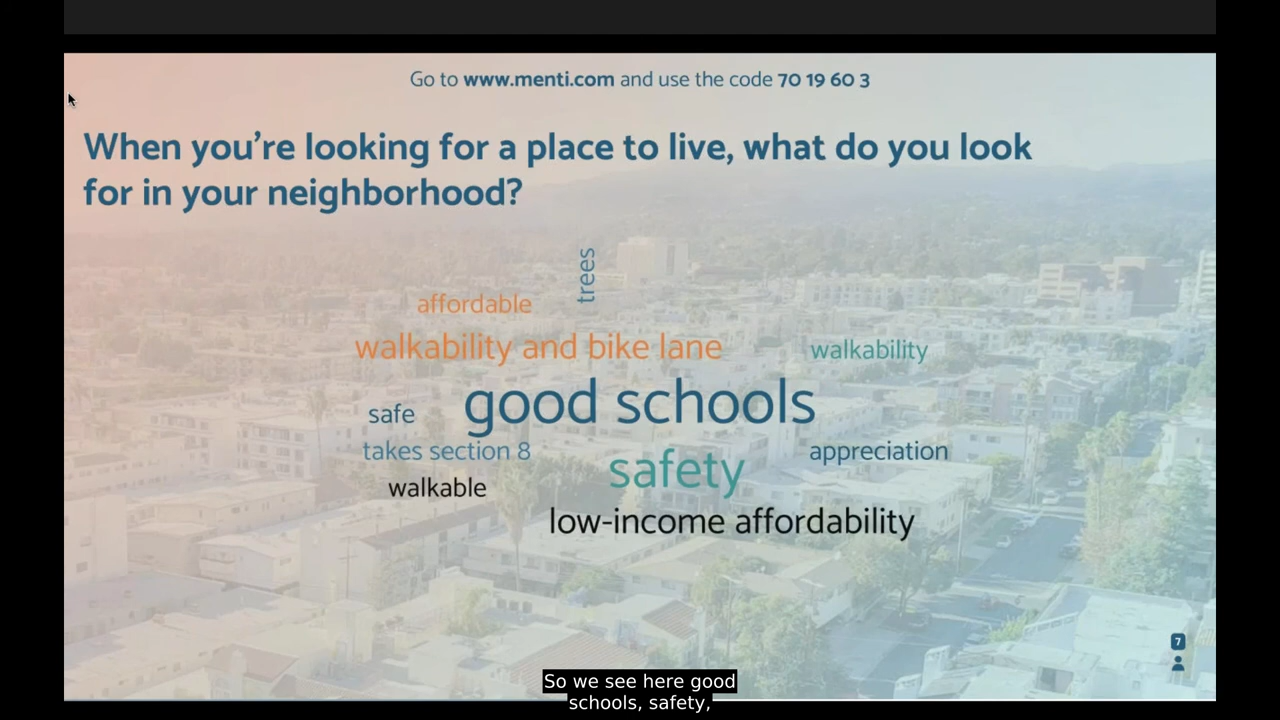 Go to www.menti.com and use the code 70 19 60 3
When you're looking for a place to live, what do you look
for in your neighborhood?
trees
affordable
walkability and bike lane
walkability
good schools
safe
takes section 8
appreciation
safety
walkable
low-income affordability
7
So we see here good
schools, safety,